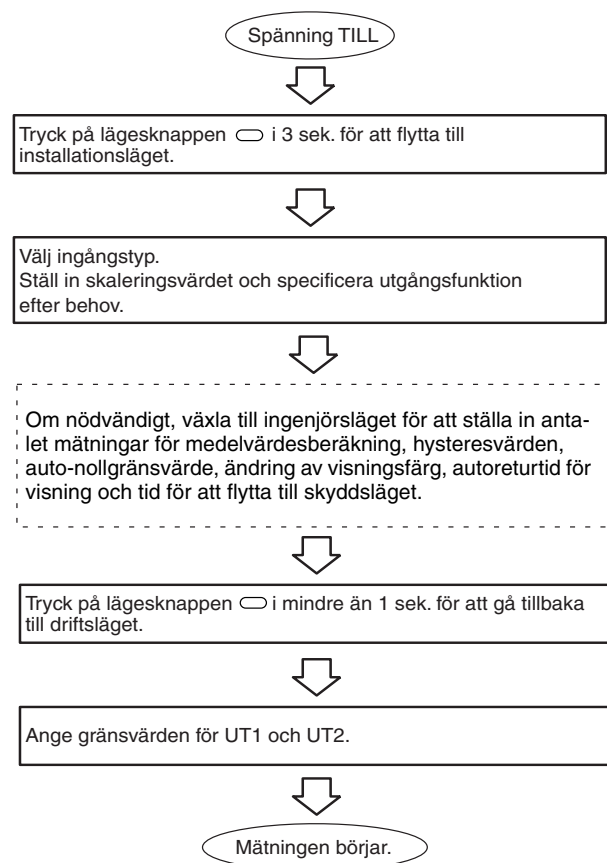 Spänning TILL
Tryck på lägesknappen i 3 sek. för att flytta till
installationsläget.
Välj ingångstyp.
Ställ in skaleringsvärdet och specificera utgångsfunktion
efter behov.
Om nödvändigt, växla till ingenjörsläget för att ställa in anta-
let mätningar för medelvärdesberäkning, hysteresvärden,
auto-nollgränsvärde, ändring av visningsfärg, autoreturtid för
visning och tid för att flytta till skyddsläget.
Tryck på lägesknappen i mindre än 1 sek. för att gå tillbaka
till driftsläget.
Ange gränsvärden för UT1 och UT2.
Mätningen börjar.